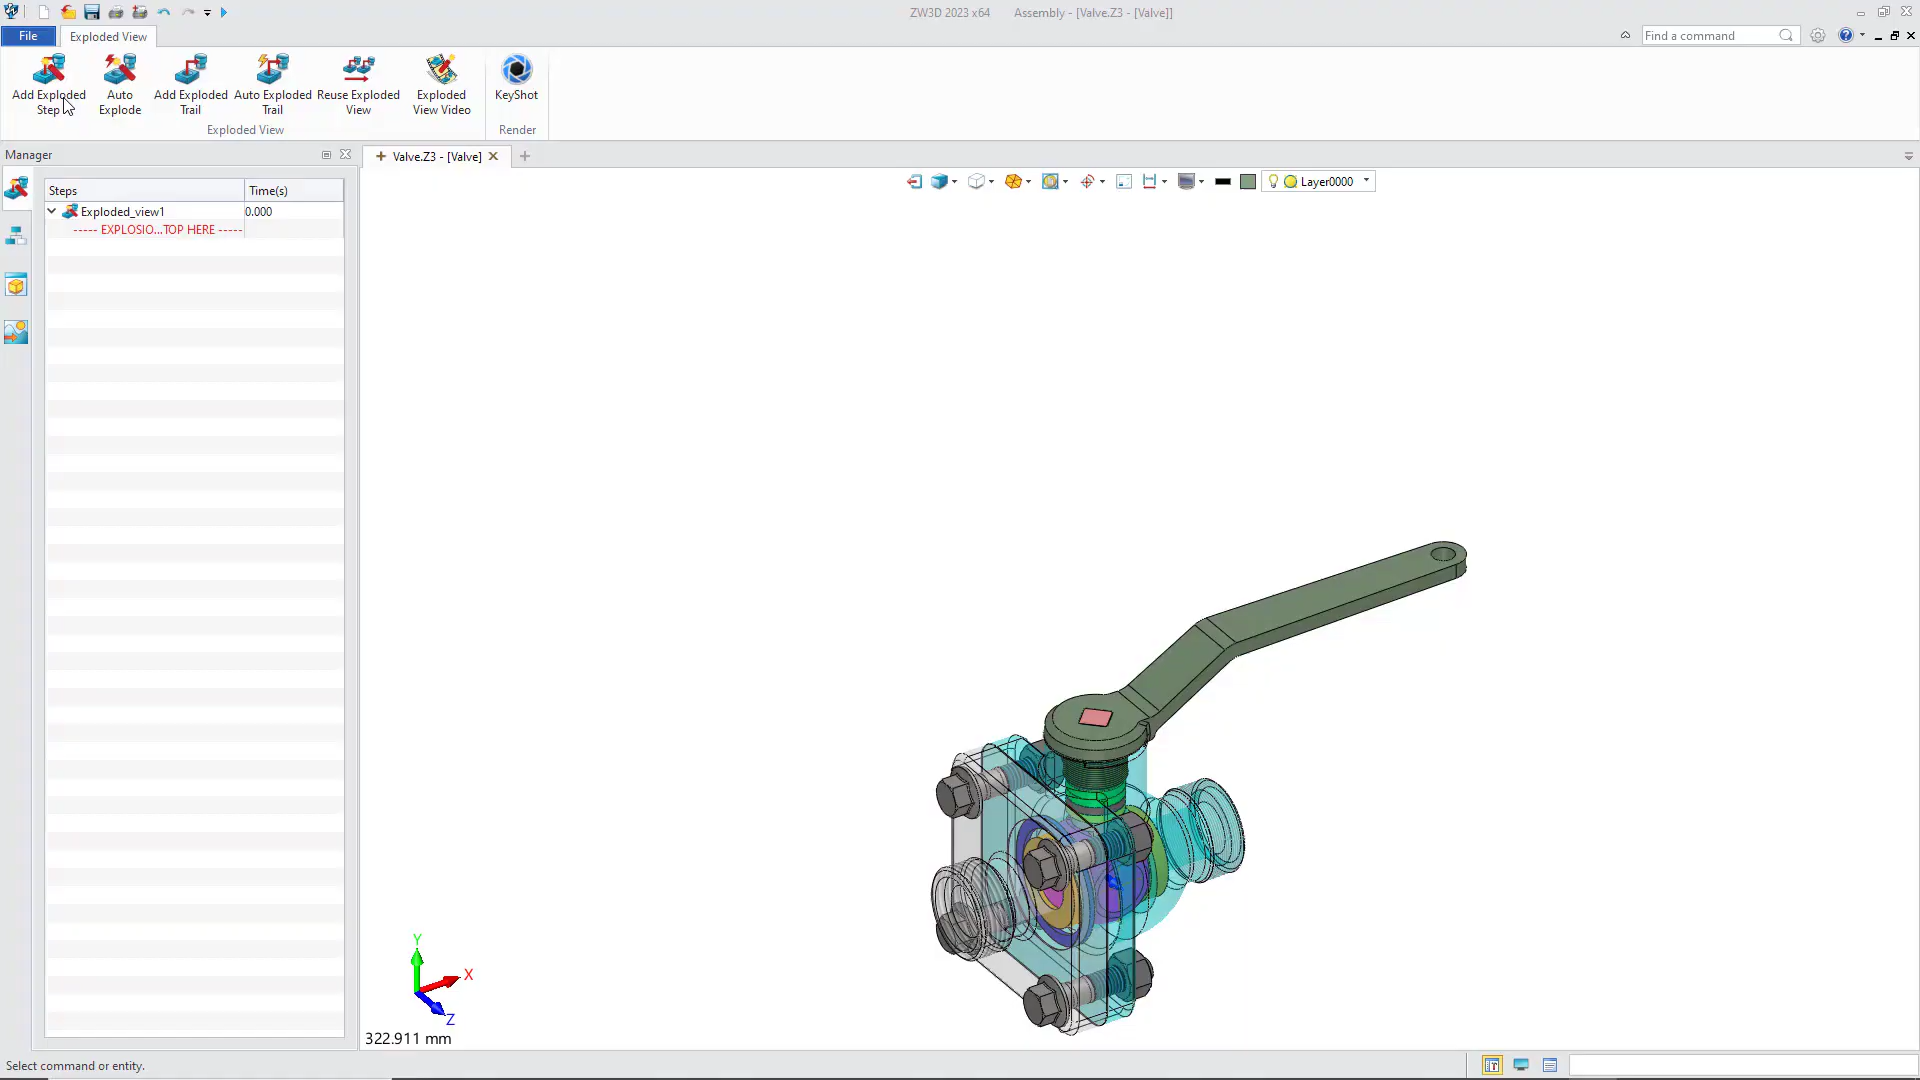 ZW3D 2023 x64 Assembly - [Valve.Z3 - [Valve]]
File Exploded View Find a command
Add Exploded Step
Auto Explode
Add Exploded Trail
Auto Exploded Trail
Reuse Exploded View
Exploded View Video
KeyShot
Exploded View Render
Manager
Valve.Z3 - [Valve]
Layer0000
Steps Time(s)
Exploded_view1 0.000
----- EXPLOSIO...TOP HERE -----
Y
X
Z
322.911 mm
Select command or entity.